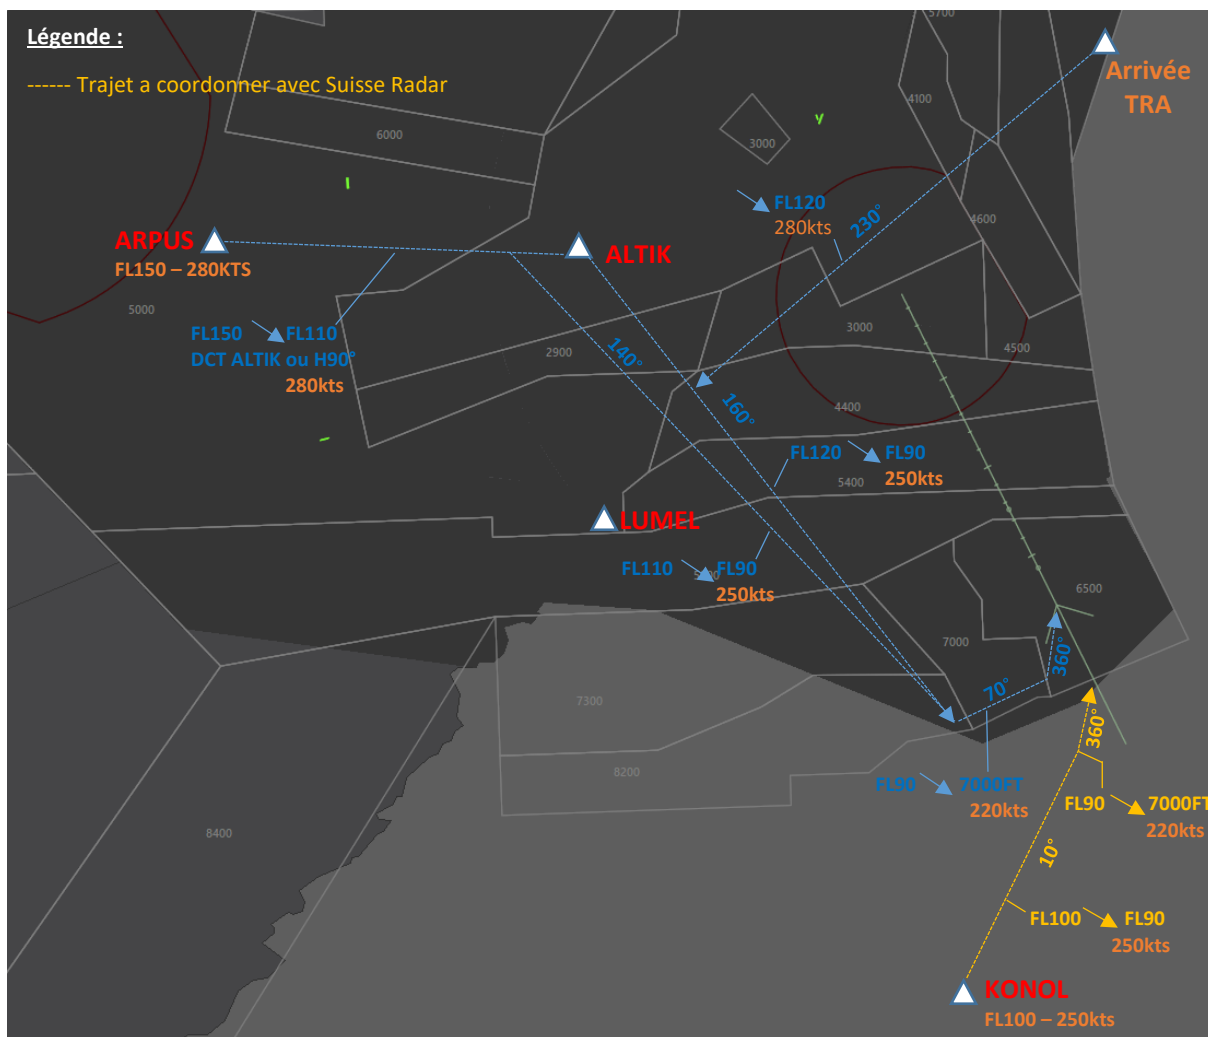 Légende :
------ Trajet a coordonner avec Suisse Radar
5700
Arrivée
TRA
4100
6000
3000
FL120
280kts
230°
4600
ARPUS
FL150 – 280KTS
ALTIK
5000
FL150
FL110
DCT ALTIK ou H90°
280kts
2900
140°
3000
4500
160°
4400
FL120
FL90
250kts
5400
LUMEL
FL110
FL90
250kts
6500
7000
360°
70°
7300
360°
8200
FL90
7000FT
220kts
FL90
7000FT
220kts
8400
10°
FL100
FL90
250kts
KONOL
FL100 – 250kts